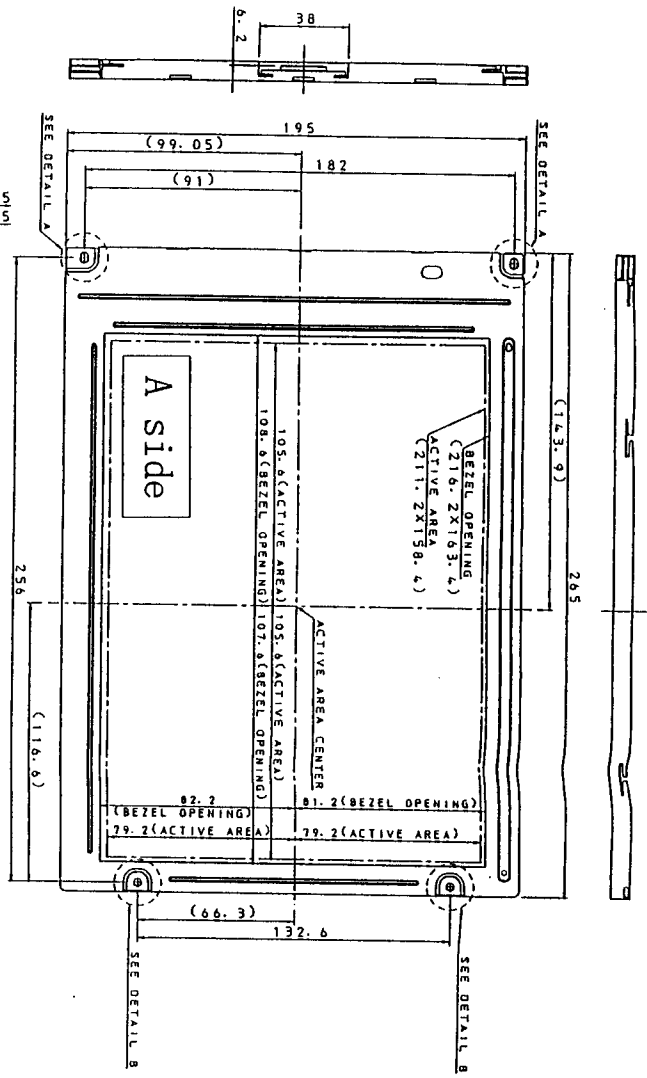 6.2
38
195
(99.05)
182
(91)
SEE DETAIL A
SEE DETAIL A
5
5
(143.9)
265
BEZEL OPENING
(216.2X163.4)
ACTIVE AREA
(211.2X158.4)
A side
105.6(ACTIVE AREA) 105.6(ACTIVE AREA)
108.6(BEZEL OPENING) 107.6(BEZEL OPENING)
ACTIVE AREA CENTER
256
(116.6)
82.2
(BEZEL OPENING)
81.2(BEZEL OPENING)
79.2(ACTIVE AREA)
79.2(ACTIVE AREA)
(66.3)
132.6
SEE DETAIL B
SEE DETAIL B